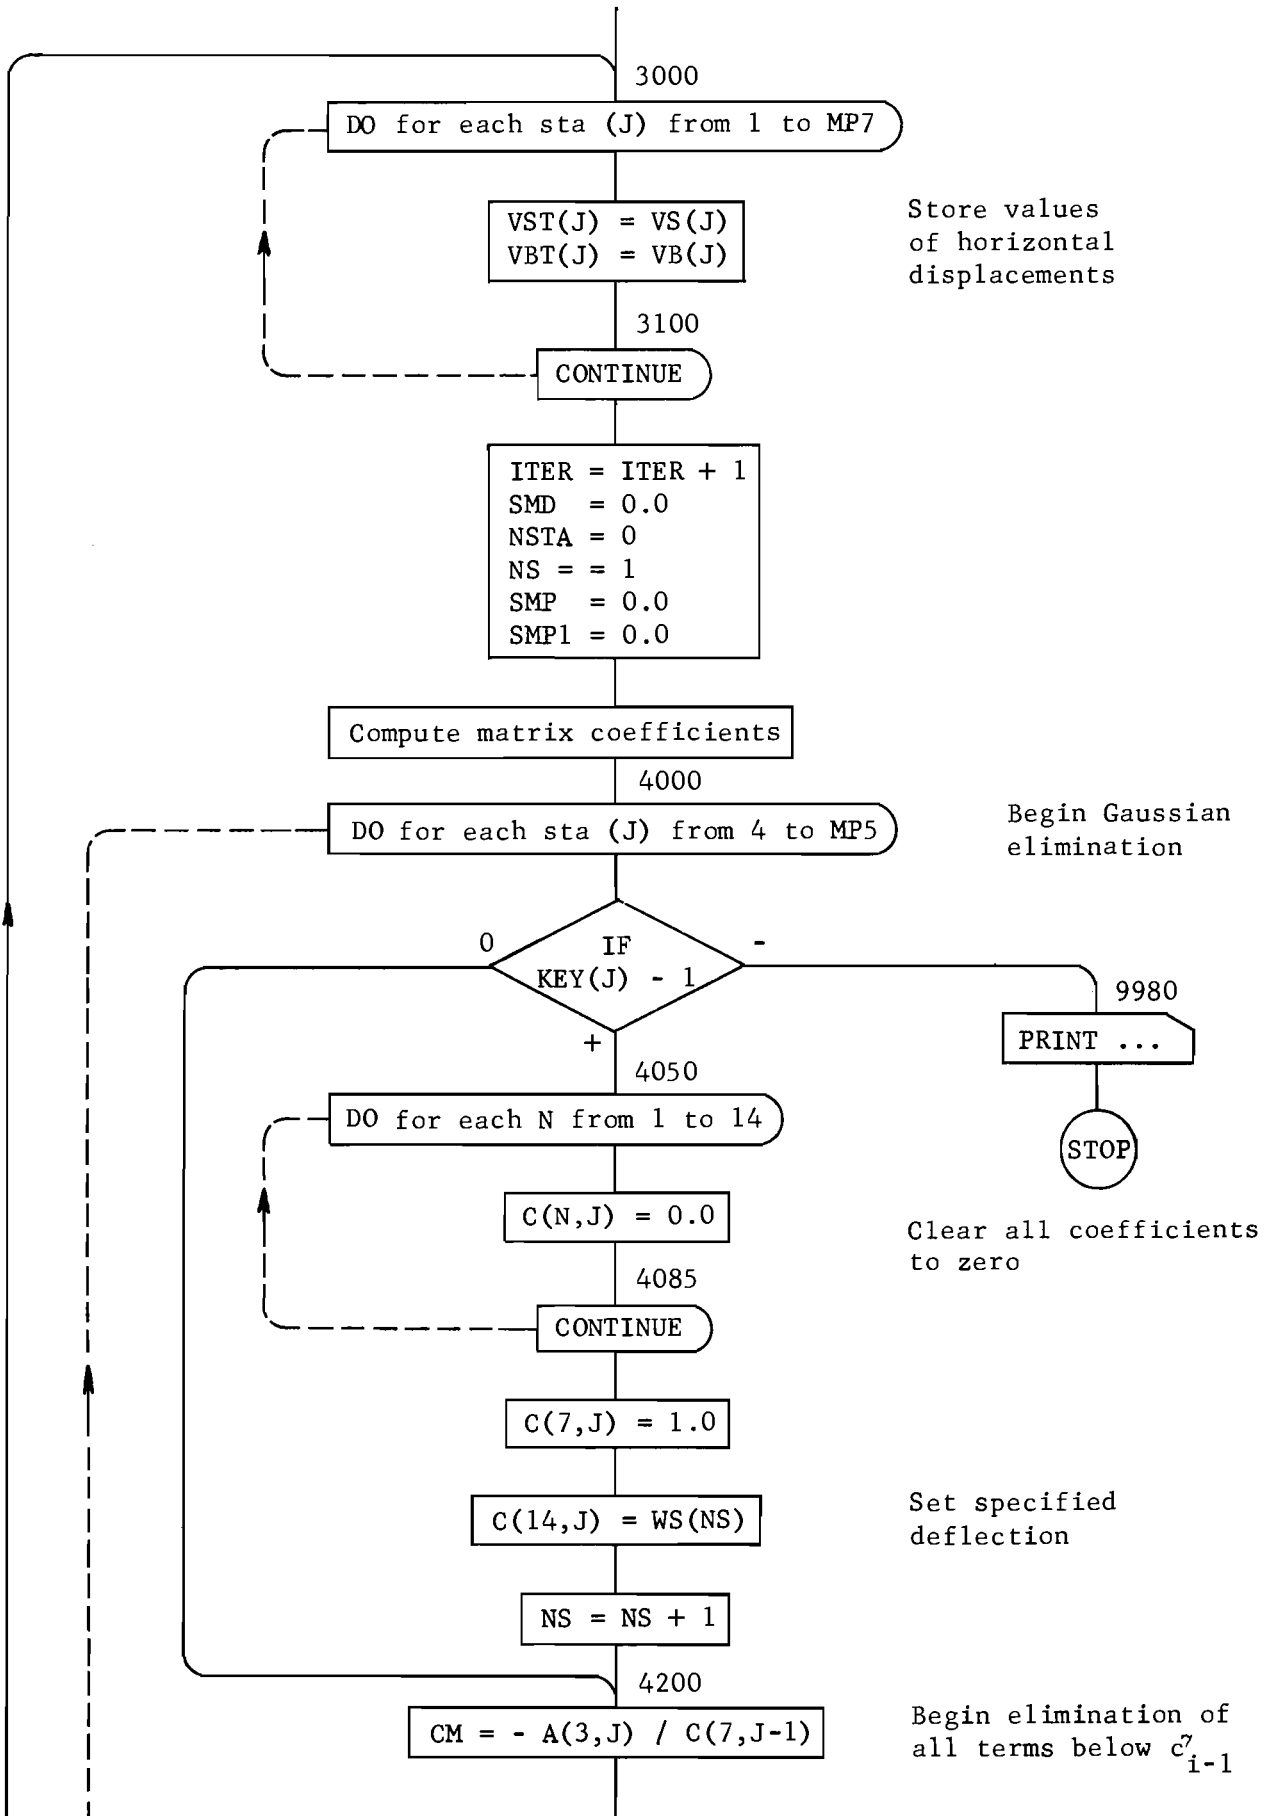 3000
DO for each sta (J) from 1 to MP7
VST(J) = VS(J)
VBT(J) = VB(J)
Store values
of horizontal
displacements
3100
CONTINUE
ITER = ITER + 1
SMD = 0.0
NSTA = 0
NS = = 1
SMP = 0.0
SMP1 = 0.0
Compute matrix coefficients
4000
DO for each sta (J) from 4 to MP5
Begin Gaussian
elimination
0
IF
KEY(J) - 1
-
+
9980
PRINT ...
STOP
4050
DO for each N from 1 to 14
C(N,J) = 0.0
Clear all coefficients
to zero
4085
CONTINUE
C(7,J) = 1.0
C(14,J) = WS(NS)
Set specified
deflection
NS = NS + 1
4200
CM = - A(3,J) / C(7,J-1)
Begin elimination of
all terms below c⁷i-1